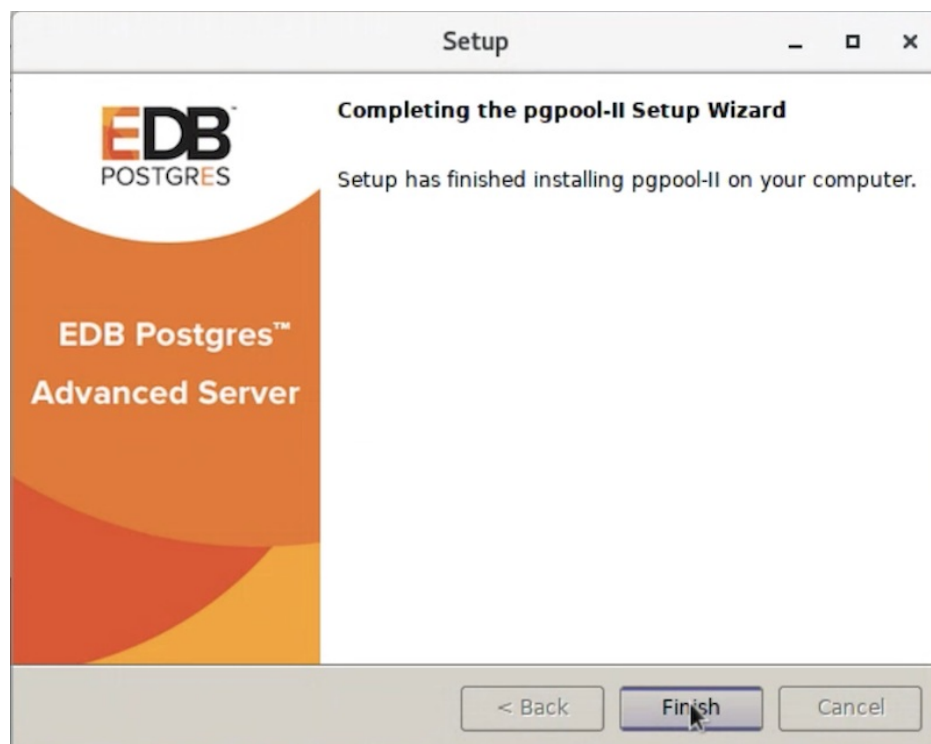 Setup
EDB™
POSTGRES
Completing the pgpool-II Setup Wizard
Setup has finished installing pgpool-II on your computer.
EDB Postgres™
Advanced Server
< Back
Finish
Cancel